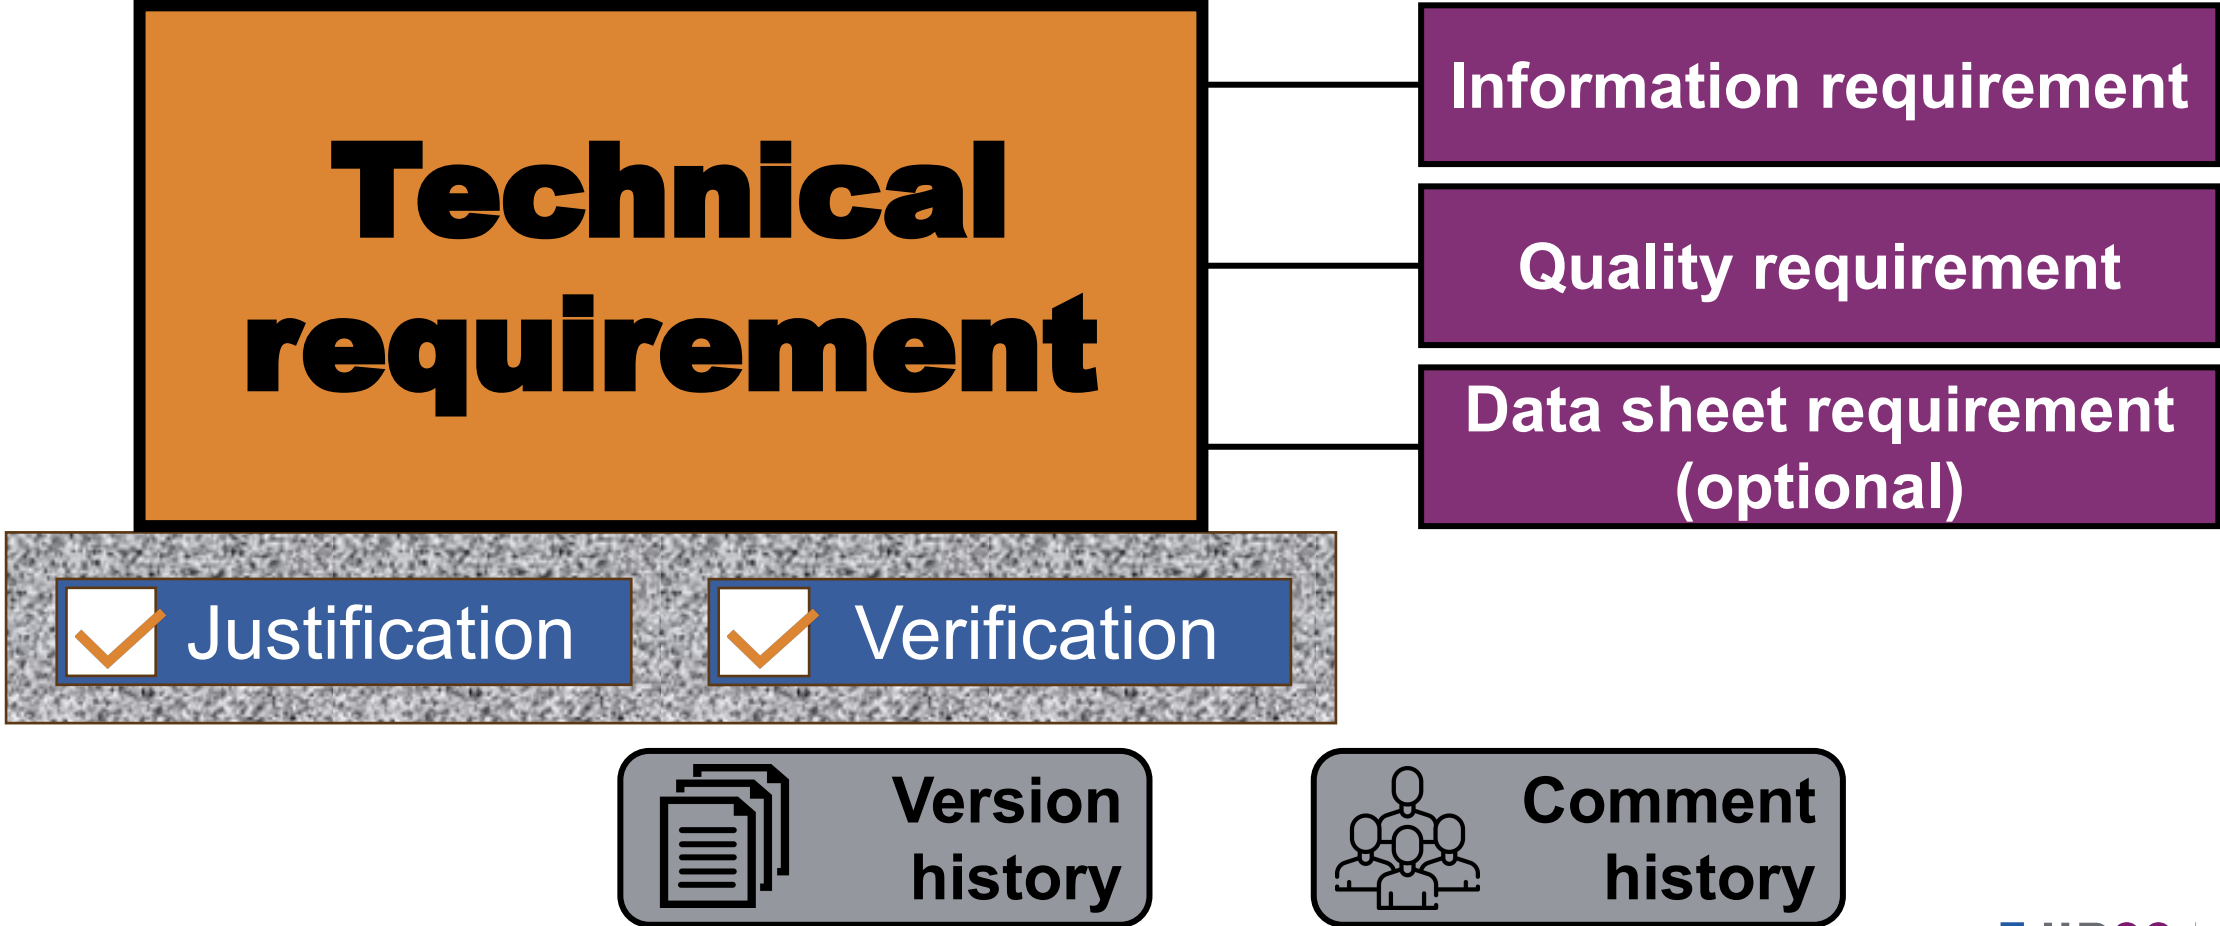 Technical
requirement
Information requirement
Quality requirement
Data sheet requirement
(optional)
Justification
Verification
Version
history
Comment
history